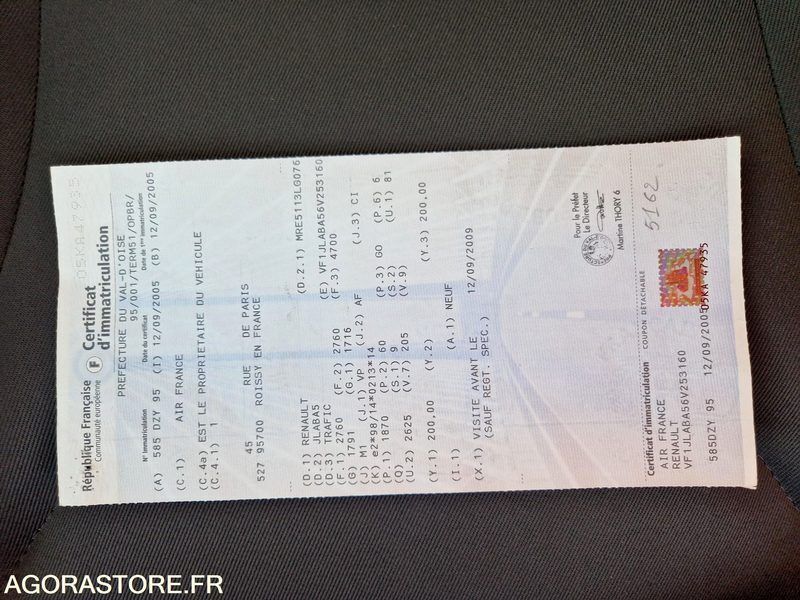 05KA47935
République Française
Communauté européenne
F
Certificat
d'immatriculation
PREFECTURE DU VAL-D'OISE
95/001/TERM51/OPBR/
N° Immatriculation
Date du certificat
Date de 1ère immatriculation
(A) 585 DZY 95 (I) 12/09/2005 (B) 12/09/2005
(C.1) AIR FRANCE
(C.4a) EST LE PROPRIETAIRE DU VEHICULE
(C.4.1) 1
45 RUE DE PARIS
527 95700 ROISSY EN FRANCE
(D.1) RENAULT
(D.2) JLABA5 (D.2.1) MRE5113LG076
(D.3) TRAFIC (E) VF1JLABA56V253160
(F.1) 2760 (F.2) 2760 (F.3) 4700
(G) 1791 (G.1) 1716
(J) M1 (J.1) VP (J.2) AF (J.3) CI
(K) e2*98/14*0213*14
(P.1) 1870 (P.2) 60 (P.3) GO (P.6) 6
(Q) (S.1) 9 (S.2) (U.1) 81
(U.2) 2625 (V.7) 205 (V.9)
(Y.1) 200,00 (Y.2) (Y.3) 200,00
(I.1) (A.1) NEUF
(X.1) VISITE AVANT LE 12/09/2009
(SAUF REGT. SPEC.)
Pour le Préfet
Le Directeur
Martine THORY 6
5162
Certificat d'immatriculation COUPON DÉTACHABLE
AIR FRANCE
RENAULT
VF1JLABA56V253160
05KA 47935
585DZY 95 12/09/2005
AGORASTORE.FR